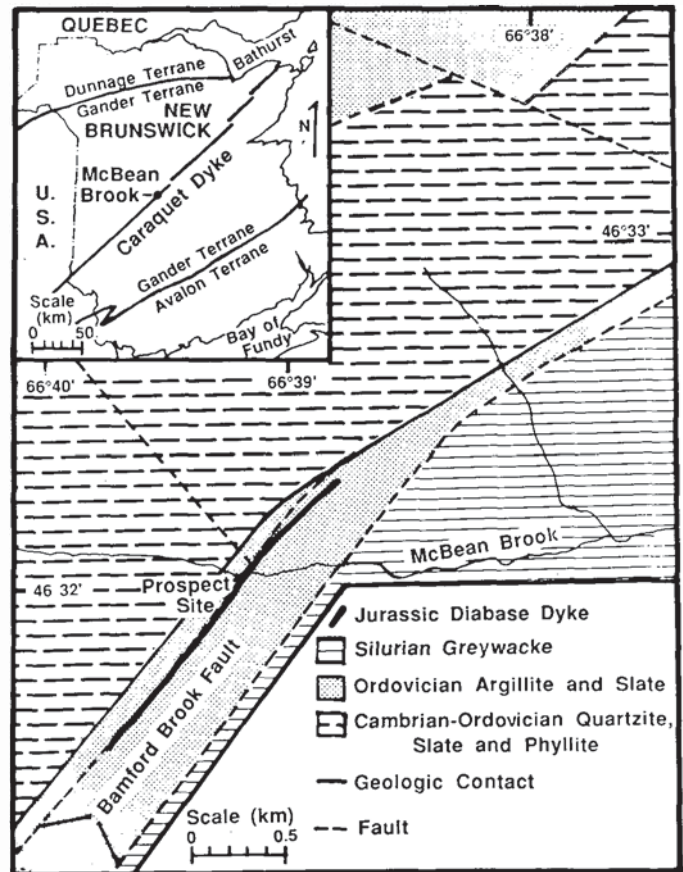 QUEBEC
Bathurst
Dunnage Terrane
Gander Terrane
NEW
BRUNSWICK
N
McBean
Brook
Caraquet Dyke
U.
S.
A.
Gander Terrane
Avalon Terrane
Scale
(km)
0 50
Bay of
Fundy
66°38'
46°33'
66°40'
66°39'
McBean Brook
46 32'
Prospect
Site
Bamford Brook Fault
Jurassic Diabase Dyke
Silurian Greywacke
Ordovician Argillite and Slate
Cambrian-Ordovician Quartzite,
Slate and Phyllite
Geologic Contact
Fault
Scale (km)
0 0.5